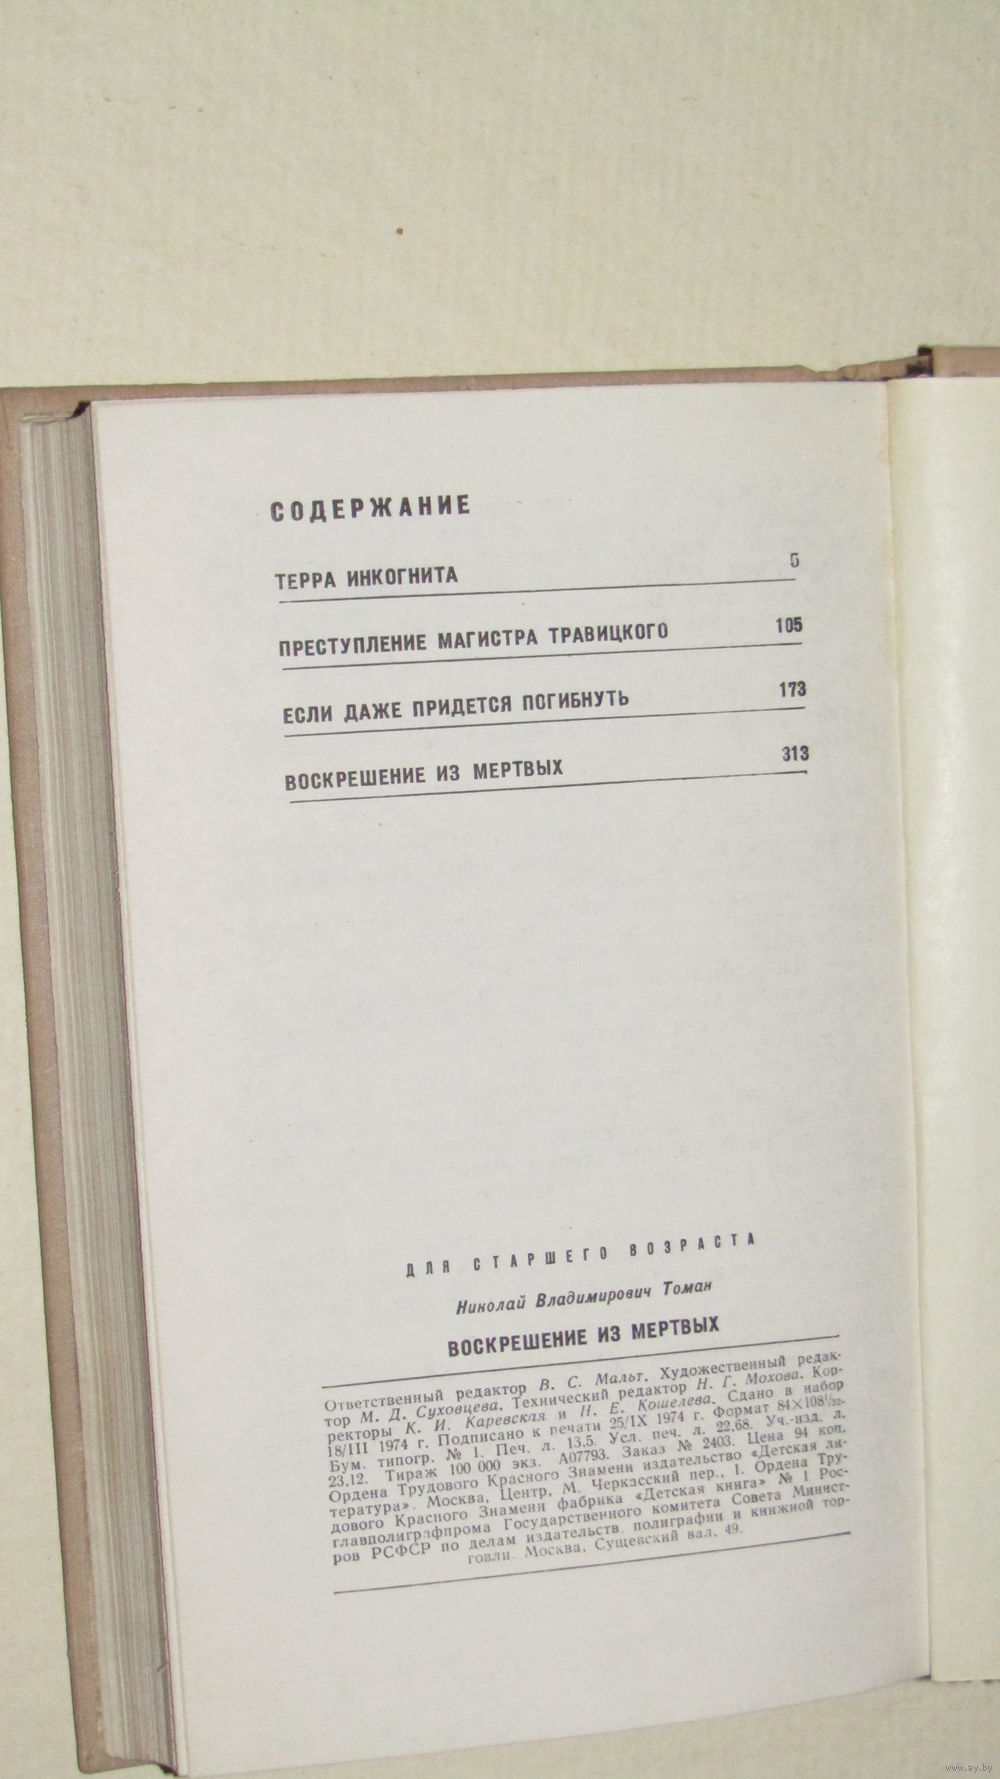 СОДЕРЖАНИЕ
ТЕРРА ИНКОГНИТА 5
ПРЕСТУПЛЕНИЕ МАГИСТРА ТРАВИЦКОГО 105
ЕСЛИ ДАЖЕ ПРИДЕТСЯ ПОГИБНУТЬ 173
ВОСКРЕШЕНИЕ ИЗ МЕРТВЫХ 313
ДЛЯ СТАРШЕГО ВОЗРАСТА
Николай Владимирович Томан
ВОСКРЕШЕНИЕ ИЗ МЕРТВЫХ
Ответственный редактор В. С. Мальт. Художественный редак-
тор М. Д. Суховцева. Технический редактор Н. Г. Мохова. Кор-
ректоры К. И. Каревская и Н. Е. Кошелева. Сдано в набор
18/III 1974 г. Подписано к печати 25/IX 1974 г. Формат 84×108¹/₃₂.
Бум. типогр. № 1. Печ. л. 13,5. Усл. печ. л. 22,68. Уч.-изд. л.
23,12. Тираж 100 000 экз. А07793. Заказ № 2403. Цена 94 коп.
Ордена Трудового Красного Знамени издательство «Детская ли-
тература». Москва, Центр, М. Черкасский пер., 1. Ордена Тру-
дового Красного Знамени фабрика «Детская книга» № 1 Рос-
главполиграфпрома Государственного комитета Совета Минист-
ров РСФСР по делам издательств, полиграфии и книжной тор-
говли. Москва, Сущевский вал, 49.
www.ay.by